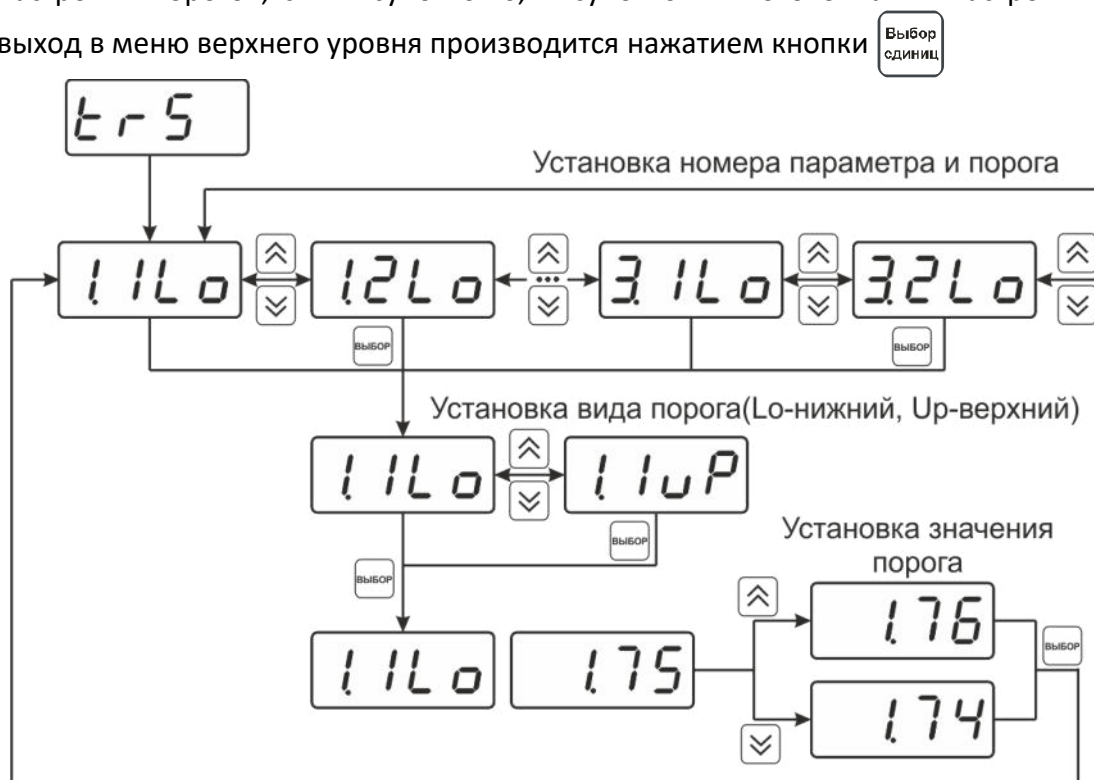 выход в меню верхнего уровня производится нажатием кнопки Выбор единиц
trS
Установка номера параметра и порога
1.1Lo 1.2Lo ... 3.1Lo 3.2Lo
ВЫБОР ВЫБОР
Установка вида порога(Lo-нижний, Up-верхний)
1.1Lo 1.1uP
ВЫБОР
Установка значения
порога
ВЫБОР
1.76
ВЫБОР
1.1Lo 1.75
1.74